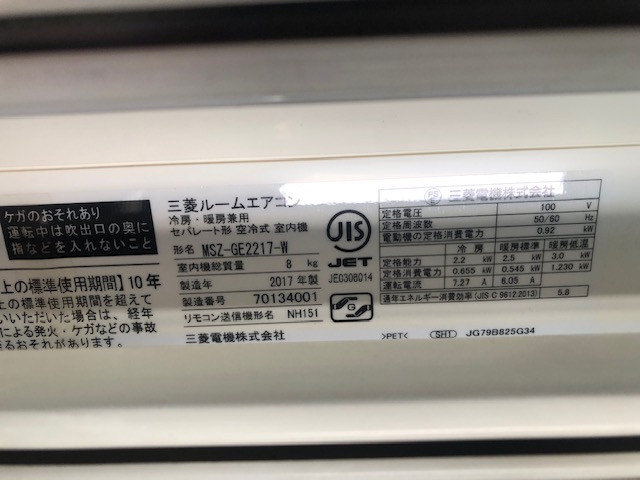 ケガのおそれあり
運転中は吹出口の奥に
指などを入れないこと
上の標準使用期間】10年
の標準使用期間を超えて
いいただいた場合は、経年
よる発火・ケガなどの事故
るおそれがあります。
三菱ルームエアコン
冷房・暖房兼用
セパレート形 空冷式 室内機
形名 MSZ-GE2217-W
室内機総質量 8 kg
製造年 2017年製
製造番号 70134001
リモコン送信機形名 NH151
三菱電機株式会社
JIS
JET
JE0308014
G
PS E 三菱電機株式会社
定格電圧 100 V
定格周波数 50/60 Hz
電動機の定格消費電力 0.92 kW
冷房 暖房標準 暖房低温
定格能力 2.2 2.5 3.0 kW
定格消費電力 0.655 0.545 1.230 kW
運転電流 7.27 6.05 A
通年エネルギー消費効率 (JIS C 9612:2013) 5.8
>PET< SH1 JG79B825G34